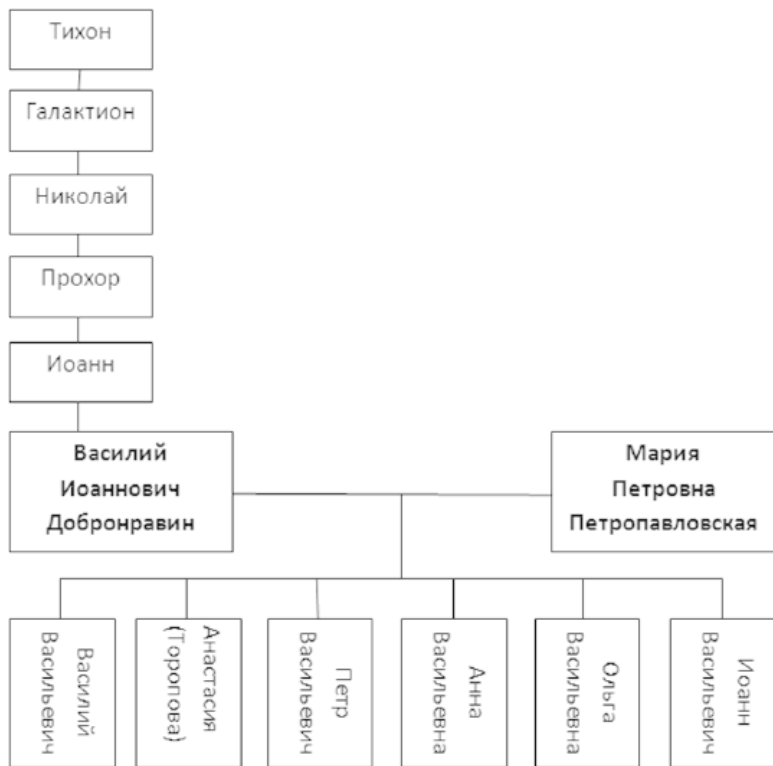 Тихон
Галактион
Николай
Прохор
Иоанн
Василий
Иоаннович
Добронравин
Мария
Петровна
Петропавловская
Василий
Васильевич
Анастасия
(Торопова)
Петр
Васильевич
Анна
Васильевна
Ольга
Васильевна
Иоанн
Васильевич